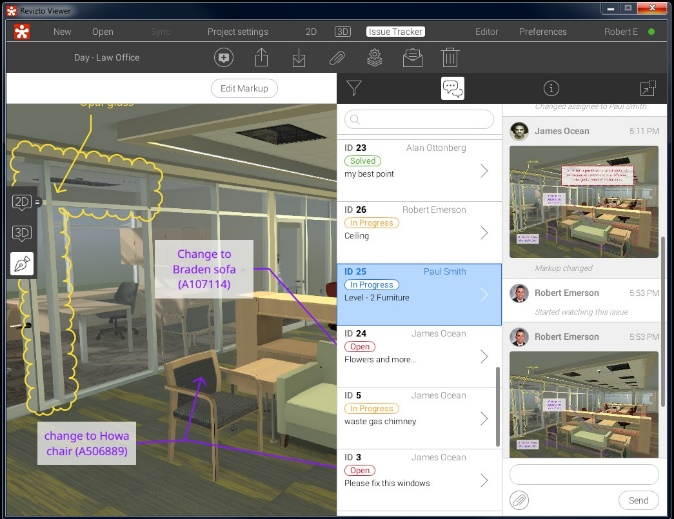 Revizto Viewer
New
Open
Sync
Project settings
2D
3D
Issue Tracker
Editor
Preferences
Robert E
Day - Law Office
Edit Markup
glass
2D
3D
Change to
Braden sofa
(A107114)
change to Howa
chair (A506889)
ID 23
Alan Ottonberg
Solved
my best point
ID 26
Robert Emerson
In Progress
Ceiling
ID 25
Paul Smith
In Progress
Level - 2 Furniture
ID 24
James Ocean
Open
Flowers and more...
ID 5
James Ocean
In Progress
waste gas chimney
ID 3
James Ocean
Open
Please fix this windows
Changed assignee to Paul Smith
James Ocean
5:11 PM
Markup changed
Robert Emerson
5:53 PM
Started watching this issue
Robert Emerson
5:53 PM
Send